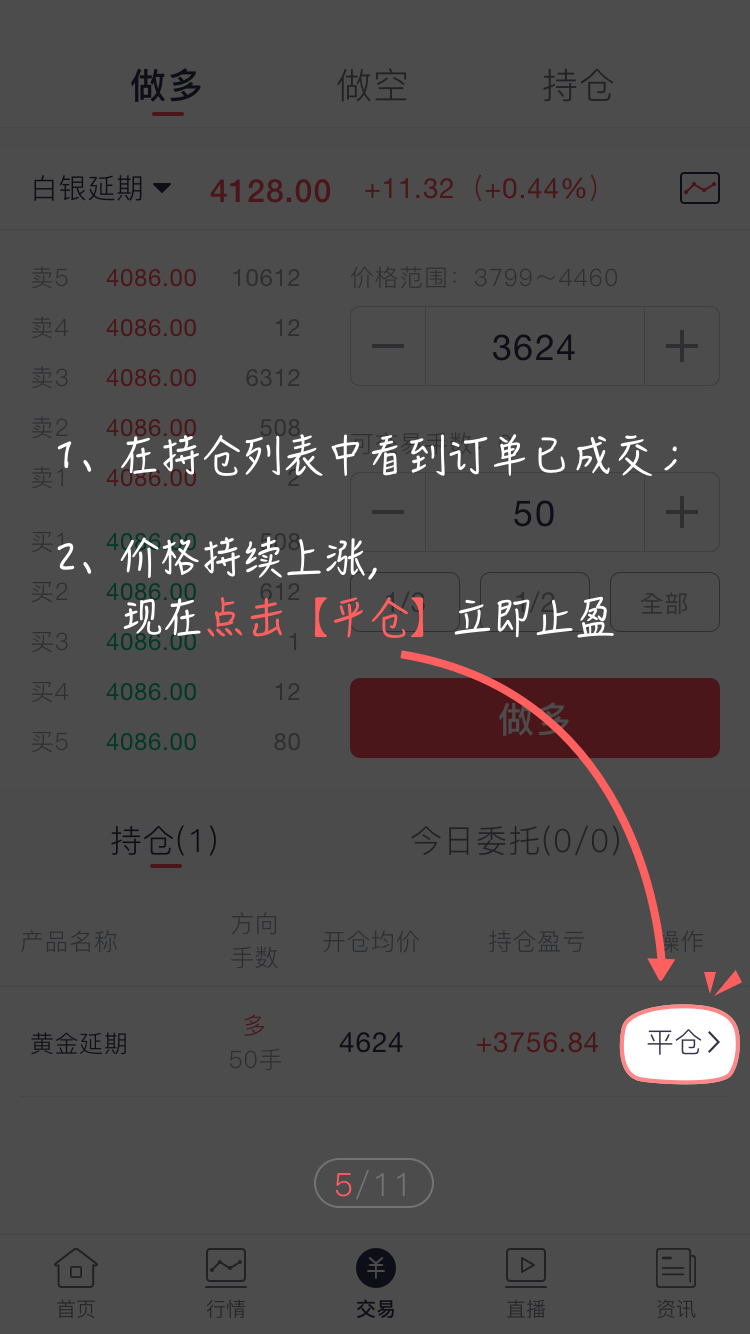 做多 做空 持仓
白银延期 4128.00 +11.32（+0.44%）
卖5 4086.00 10612
价格范围：3799～4460
卖4 4086.00 12
3624
卖3 4086.00 6312
卖2 4086.00 508
可交易手数
1、在持仓列表中看到订单已成交；
卖1 4086.00 2
50
买1 4086.00 508
2、价格持续上涨,
买2 4086.00 612
1/3 1/2 全部
现在点击【平仓】立即止盈
买3 4086.00 1
买4 4086.00 12
做多
买5 4086.00 80
持仓(1) 今日委托(0/0)
产品名称 方向 开仓均价 持仓盈亏 操作
手数
黄金延期 多 4624 +3756.84 平仓
50手
5/11
首页 行情 交易 直播 资讯